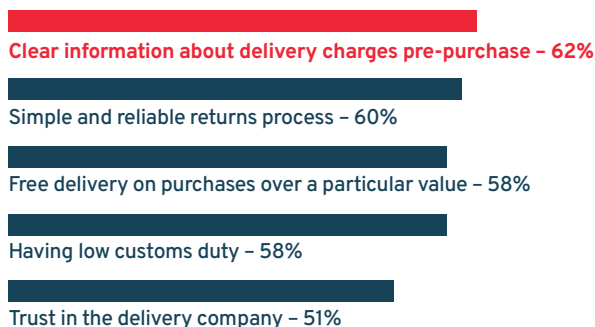 Clear information about delivery charges pre-purchase – 62%
Simple and reliable returns process – 60%
Free delivery on purchases over a particular value – 58%
Having low customs duty – 58%
Trust in the delivery company – 51%